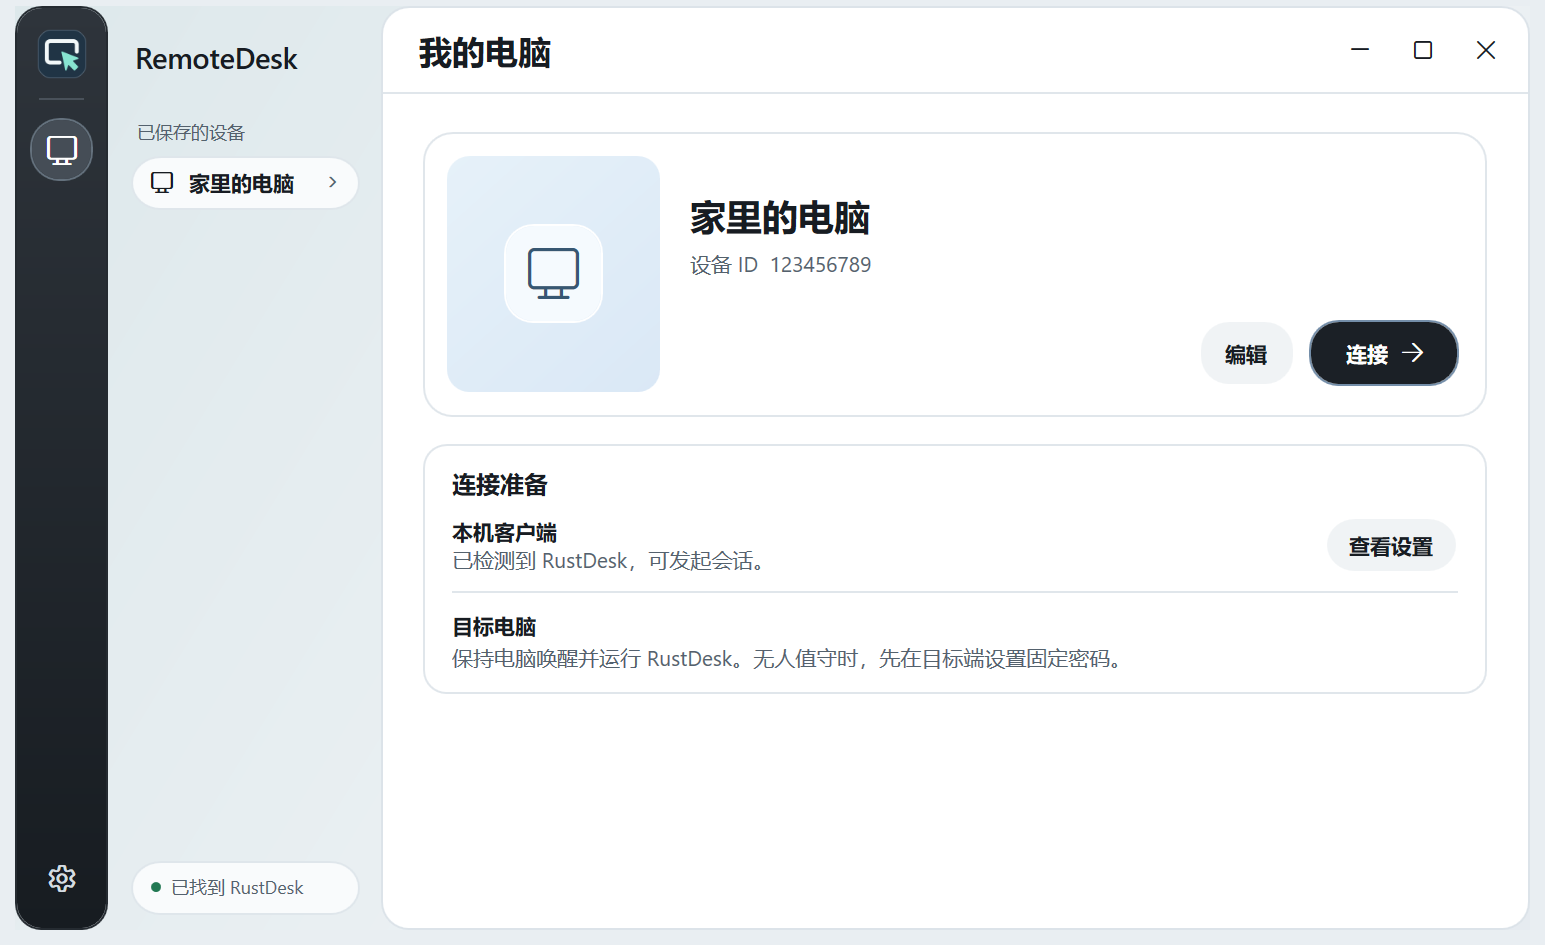 RemoteDesk
已保存的设备
家里的电脑
已找到 RustDesk
我的电脑
家里的电脑
设备 ID 123456789
编辑
连接
连接准备
本机客户端
已检测到 RustDesk，可发起会话。
查看设置
目标电脑
保持电脑唤醒并运行 RustDesk。无人值守时，先在目标端设置固定密码。